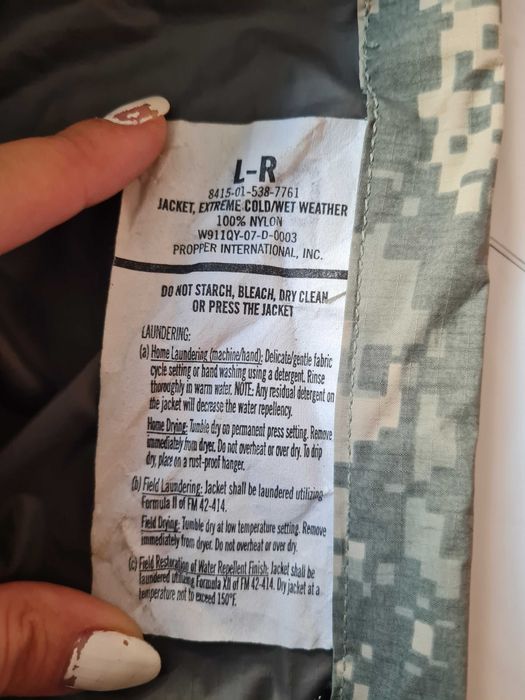 L-R
8415-01-538-7761
JACKET, EXTREME COLD/WET WEATHER
100% NYLON
W911QY-07-D-0003
PROPPER INTERNATIONAL, INC.
DO NOT STARCH, BLEACH, DRY CLEAN
OR PRESS THE JACKET
LAUNDERING:
(a) Home Laundering (machine/hand): Delicate/gentle fabric
cycle setting or hand washing using a detergent. Rinse
thoroughly in warm water. NOTE: Any residual detergent on
the jacket will decrease the water repellency.
Home Drying: Tumble dry on permanent press setting. Remove
immediately from dryer. Do not overheat or over dry. To drip
dry, place on a rust-proof hanger.
(b) Field Laundering: Jacket shall be laundered utilizing
Formula II of FM 42-414.
Field Drying: Tumble dry at low temperature setting. Remove
immediately from dryer. Do not overheat or over dry.
(c) Field Restoration of Water Repellent Finish: Jacket shall be
laundered utilizing Formula XII of FM 42-414. Dry jacket at a
temperature not to exceed 150°F.